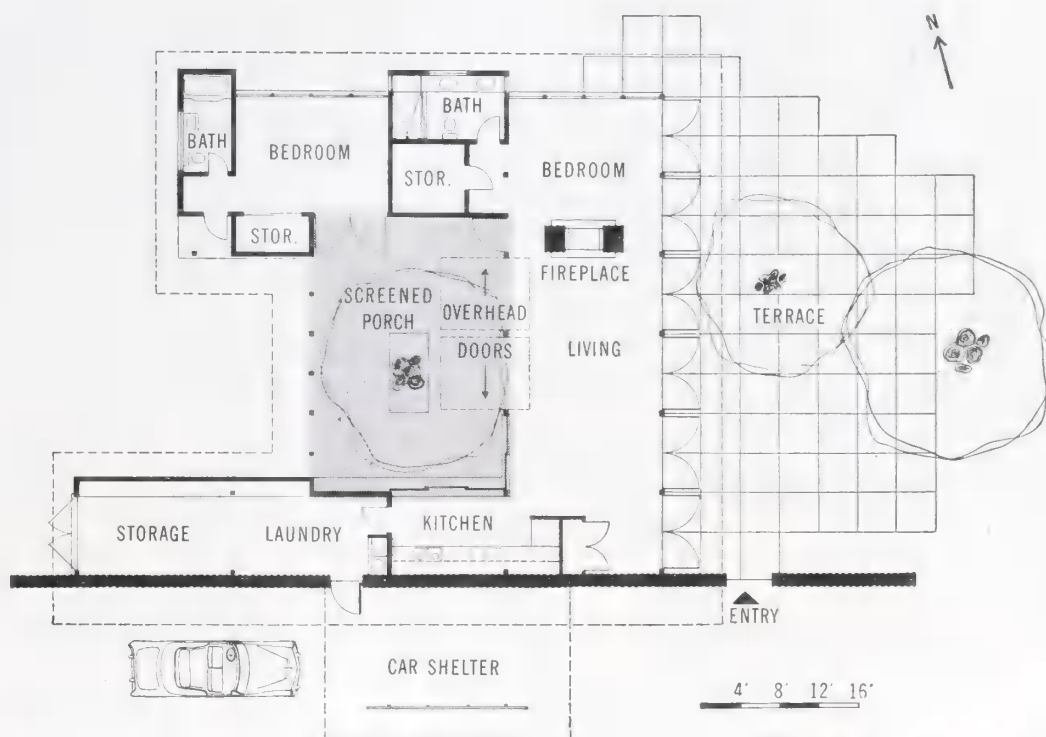 N
BATH
BATH
BEDROOM
STOR.
BEDROOM
STOR.
FIREPLACE
SCREENED
PORCH
OVERHEAD
DOORS
LIVING
TERRACE
STORAGE
LAUNDRY
KITCHEN
ENTRY
CAR SHELTER
4' 8' 12' 16'